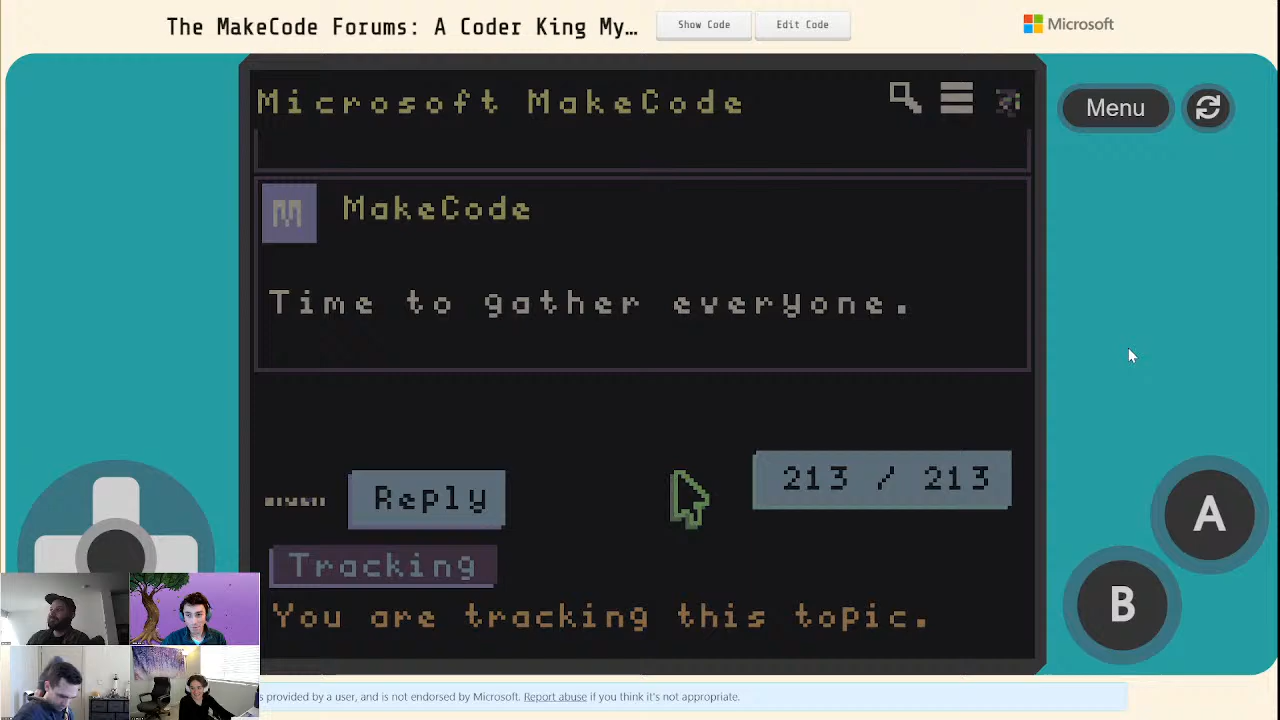 The MakeCode Forums: A Coder King My...
Show Code
Edit Code
Microsoft
Microsoft MakeCode
Menu
M
MakeCode
Time to gather everyone.
213 / 213
Reply
Tracking
You are tracking this topic.
A
B
s provided by a user, and is not endorsed by Microsoft. Report abuse if you think it's not appropriate.